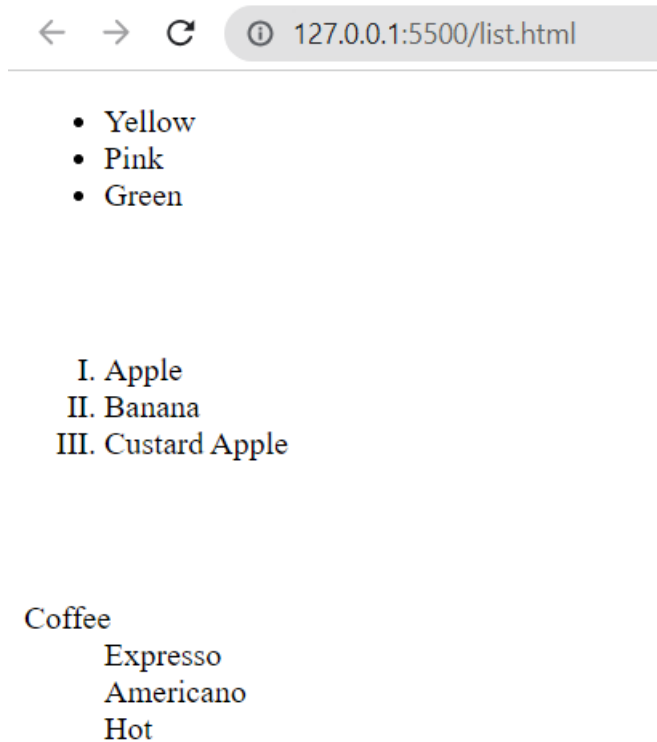 127.0.0.1:5500/list.html
• Yellow
• Pink
• Green
I. Apple
II. Banana
III. Custard Apple
Coffee
Expresso
Americano
Hot